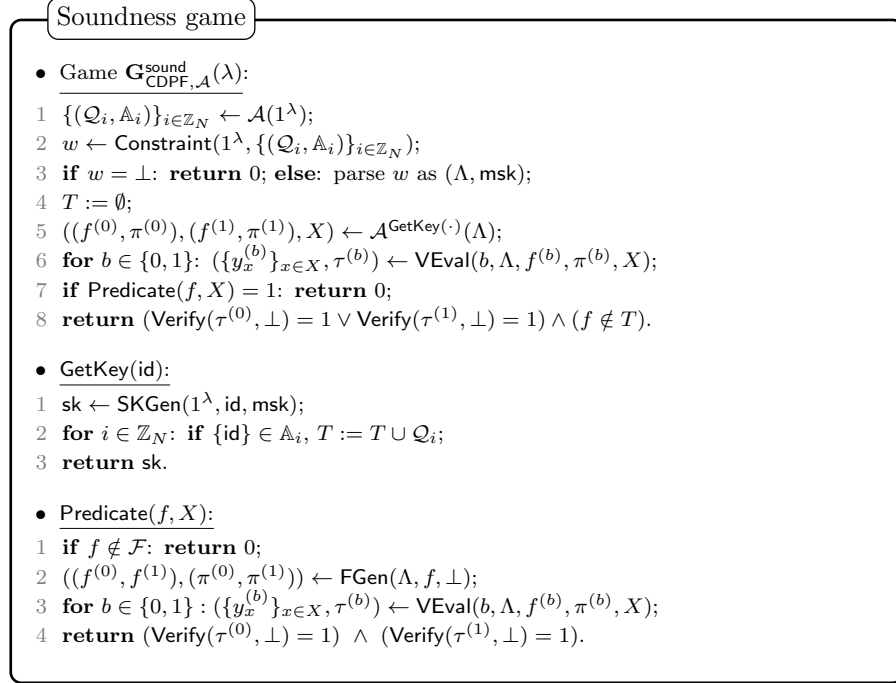 Soundness game
• Game G^{sound}_{CDPF,𝒜}(λ):
1 {(𝒬_i, 𝔸_i)}_{i∈ℤ_N} ← 𝒜(1^λ);
2 w ← Constraint(1^λ, {(𝒬_i, 𝔸_i)}_{i∈ℤ_N});
3 if w = ⊥: return 0; else: parse w as (Λ, msk);
4 T := ∅;
5 ((f^{(0)}, π^{(0)}), (f^{(1)}, π^{(1)}), X) ← 𝒜^{GetKey(·)}(Λ);
6 for b ∈ {0, 1}: ({y_x^{(b)}}_{x∈X}, τ^{(b)}) ← VEval(b, Λ, f^{(b)}, π^{(b)}, X);
7 if Predicate(f, X) = 1: return 0;
8 return (Verify(τ^{(0)}, ⊥) = 1 ∨ Verify(τ^{(1)}, ⊥) = 1) ∧ (f ∉ T).
• GetKey(id):
1 sk ← SKGen(1^λ, id, msk);
2 for i ∈ ℤ_N: if {id} ∈ 𝔸_i, T := T ∪ 𝒬_i;
3 return sk.
• Predicate(f, X):
1 if f ∉ ℱ: return 0;
2 ((f^{(0)}, f^{(1)}), (π^{(0)}, π^{(1)})) ← FGen(Λ, f, ⊥);
3 for b ∈ {0, 1} : ({y_x^{(b)}}_{x∈X}, τ^{(b)}) ← VEval(b, Λ, f^{(b)}, π^{(b)}, X);
4 return (Verify(τ^{(0)}, ⊥) = 1) ∧ (Verify(τ^{(1)}, ⊥) = 1).